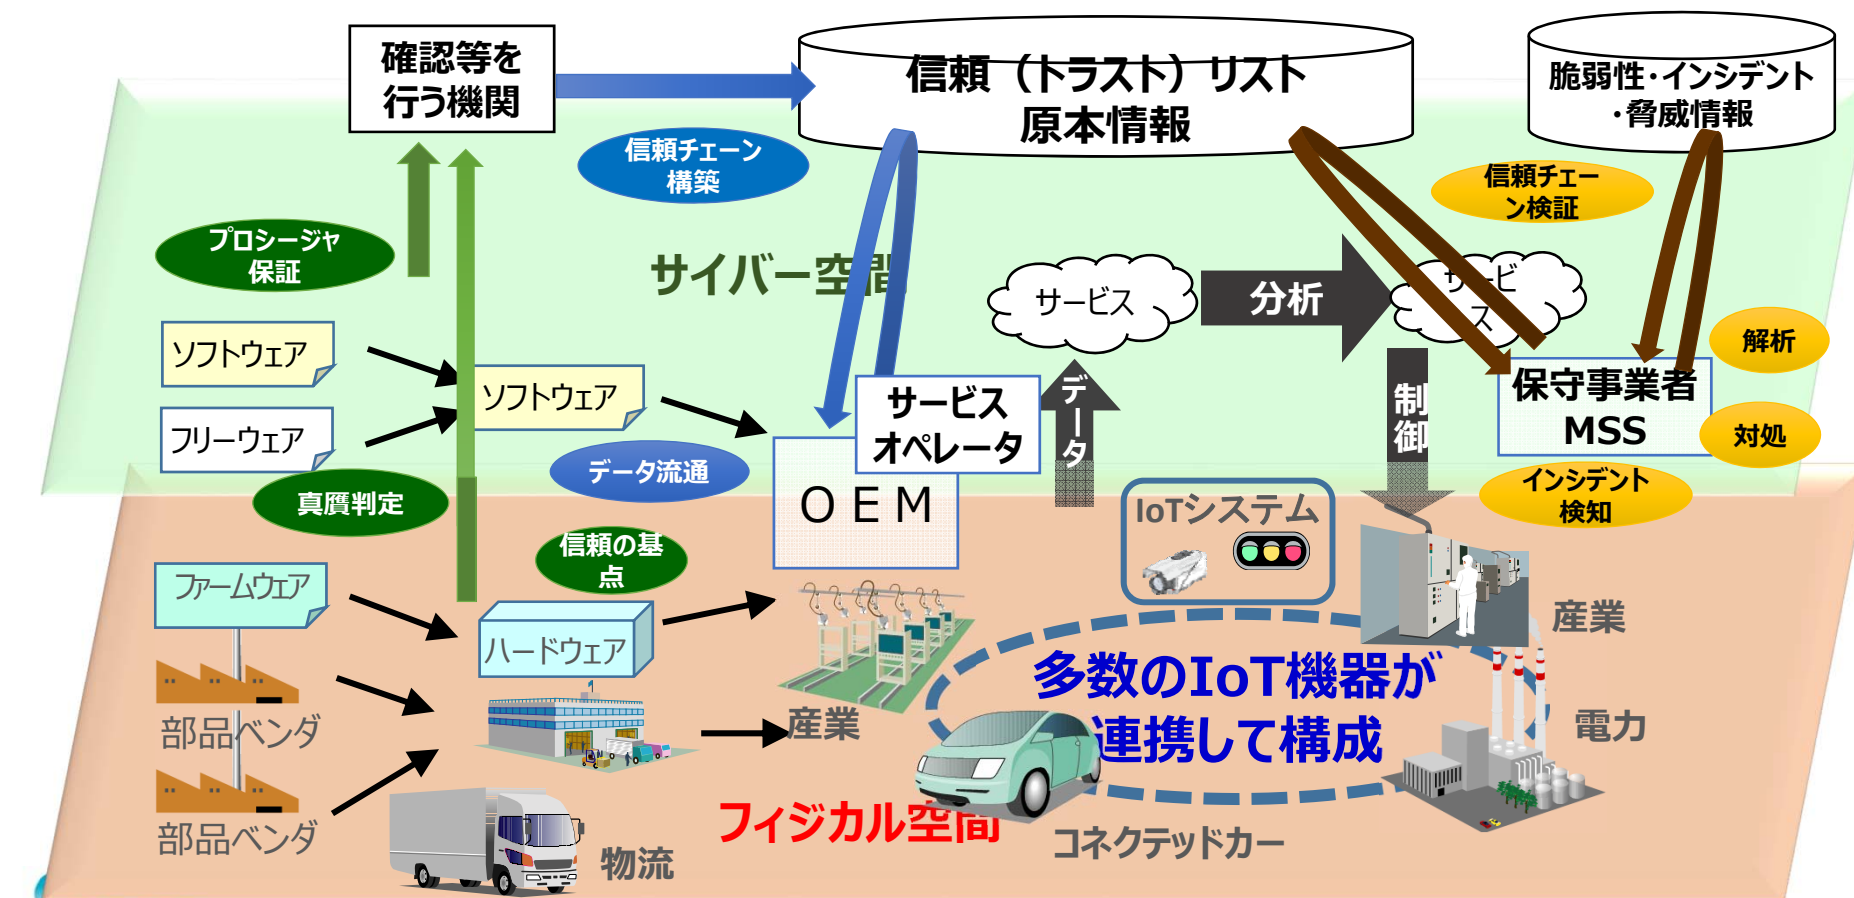 確認等を
行う機関
信頼（トラスト）リスト
原本情報
脆弱性・インシデント
・脅威情報
信頼チェーン
構築
信頼チェー
ン検証
プロシージャ
保証
サイバー空間
サービス
分析
サービ
ス
解析
ソフトウェア
ソフトウェア
フリーウェア
サービス
オペレータ
データ
制御
保守事業者
MSS
対処
データ流通
真贋判定
ＯＥＭ
インシデント
検知
IoTシステム
信頼の基
点
ファームウェア
ハードウェア
産業
多数のIoT機器が
連携して構成
部品ベンダ
産業
電力
フィジカル空間
部品ベンダ
物流
コネクテッドカー